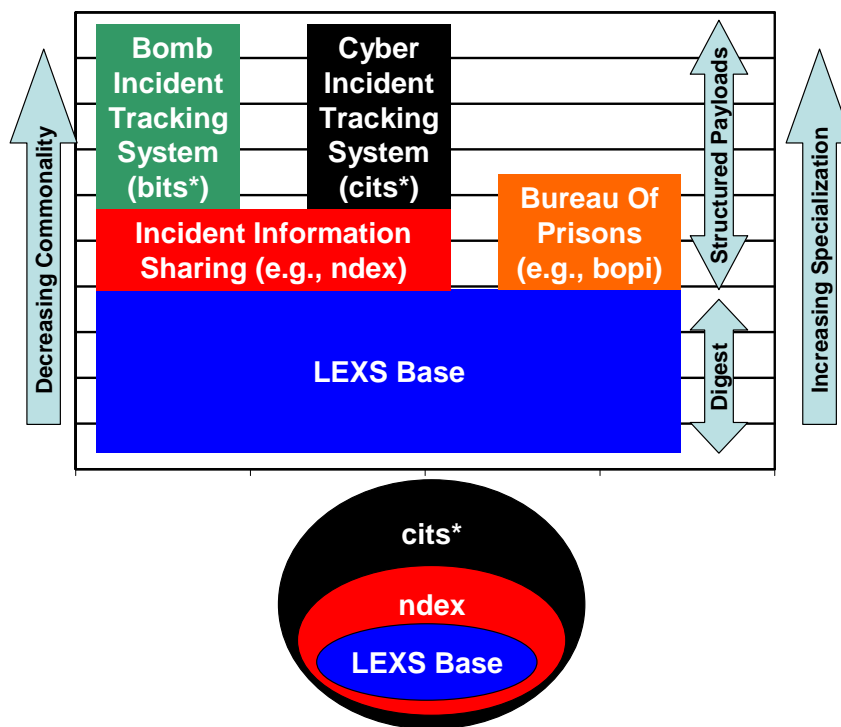 Bomb
Incident
Tracking
System
(bits*)
Cyber
Incident
Tracking
System
(cits*)
Incident Information
Sharing (e.g., ndex)
Bureau Of
Prisons
(e.g., bopi)
LEXS Base
Decreasing Commonality
Structured Payloads
Digest
Increasing Specialization
cits*
ndex
LEXS Base